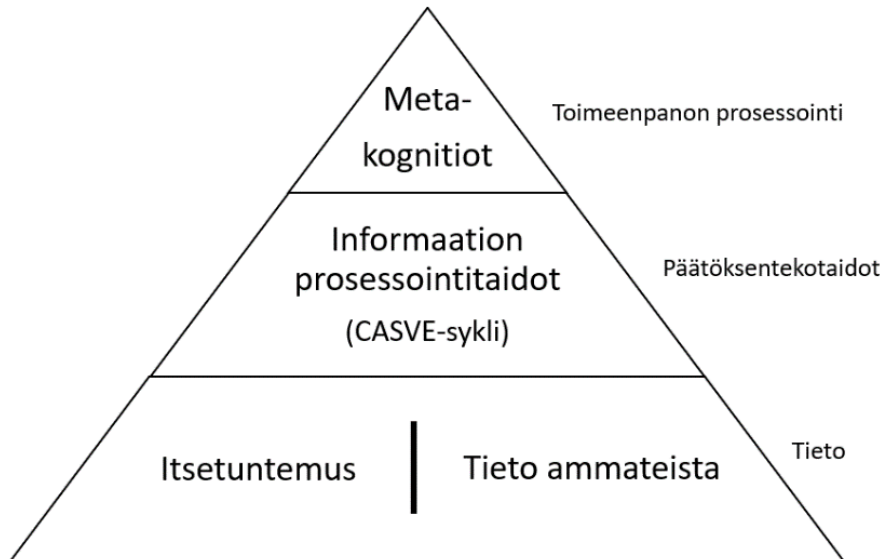 Meta-
kognitiot
Toimeenpanon prosessointi
Informaation
prosessointitaidot
(CASVE-sykli)
Päätöksentekotaidot
Itsetuntemus
Tieto ammateista
Tieto